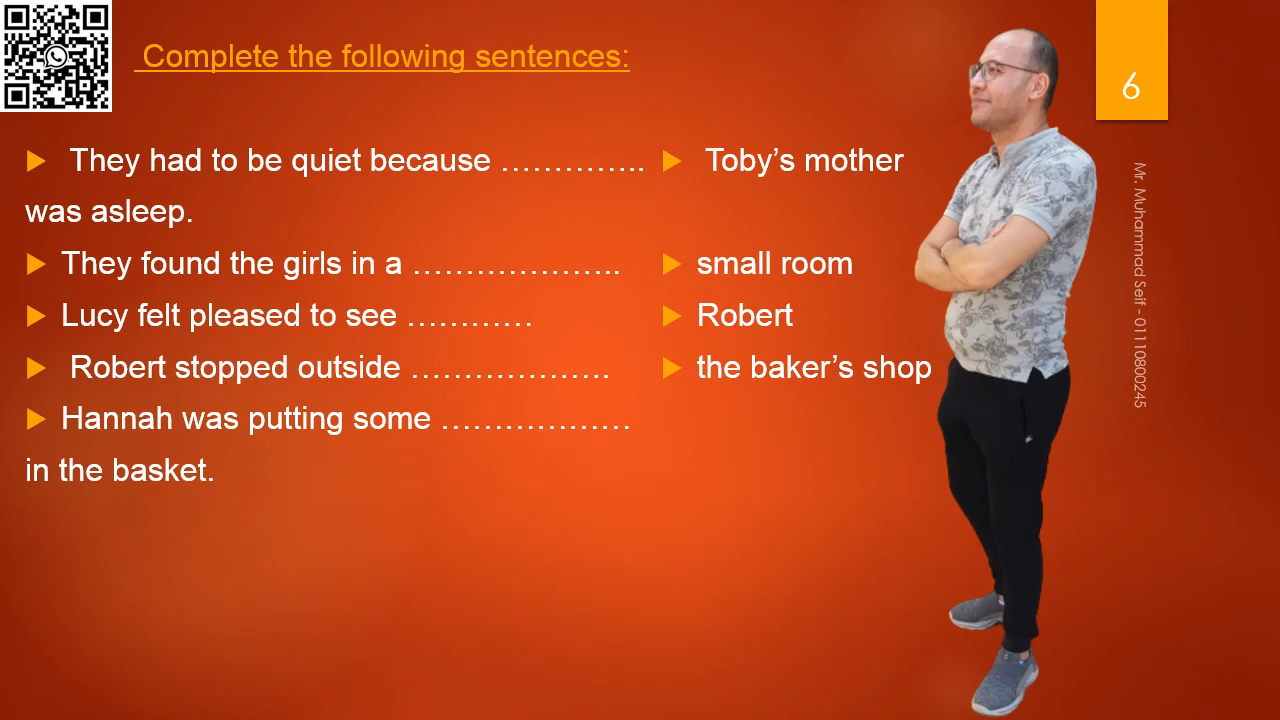 Complete the following sentences:
6
They had to be quiet because ………….. 
was asleep.
Toby’s mother
They found the girls in a …………………..
small room
Lucy felt pleased to see …………
Robert
Robert stopped outside ……………….
the baker’s shop
Hannah was putting some ………………
in the basket.
Mr. Muhammad Seif - 01110800245